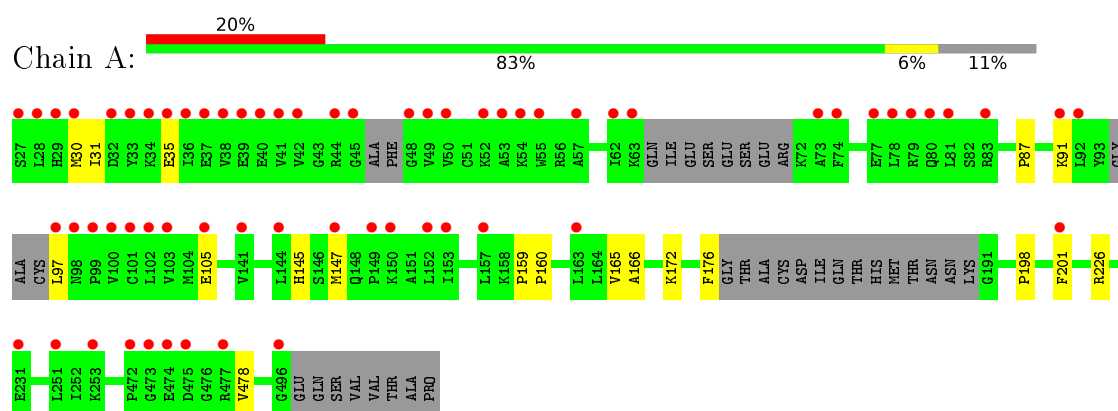 20%
Chain A:
83% 6% 11%
S27 L28 H29 M30 I31 D32 Y33 K34 E35 I36 E37 V38 E39 E40 V41 V42 G43 R44 G45 ALA PHE G48 V49 V50 C51 K52 A53 K54 W55 R56 A57 I62 K63 GLN ILE GLU SER GLU SER GLU ARG K72 A73 F74 E77 L78 R79 Q80 L81 S82 R83 P87 K91 L92 Y93 GLY
ALA CYS L97 N98 P99 V100 C101 L102 V103 M104 E105 V141 L144 H145 S146 M147 Q148 P149 K150 A151 L152 I153 L157 K158 P159 P160 L163 L164 V165 A166 K172 F176 GLY THR ALA CYS ASP ILE GLN THR HIS MET THR ASN ASN LYS G191 P198 F201 R226
E231 L251 I252 K253 P472 G473 E474 D475 G476 R477 V478 G496 GLU GLN SER VAL VAL THR ALA PRO